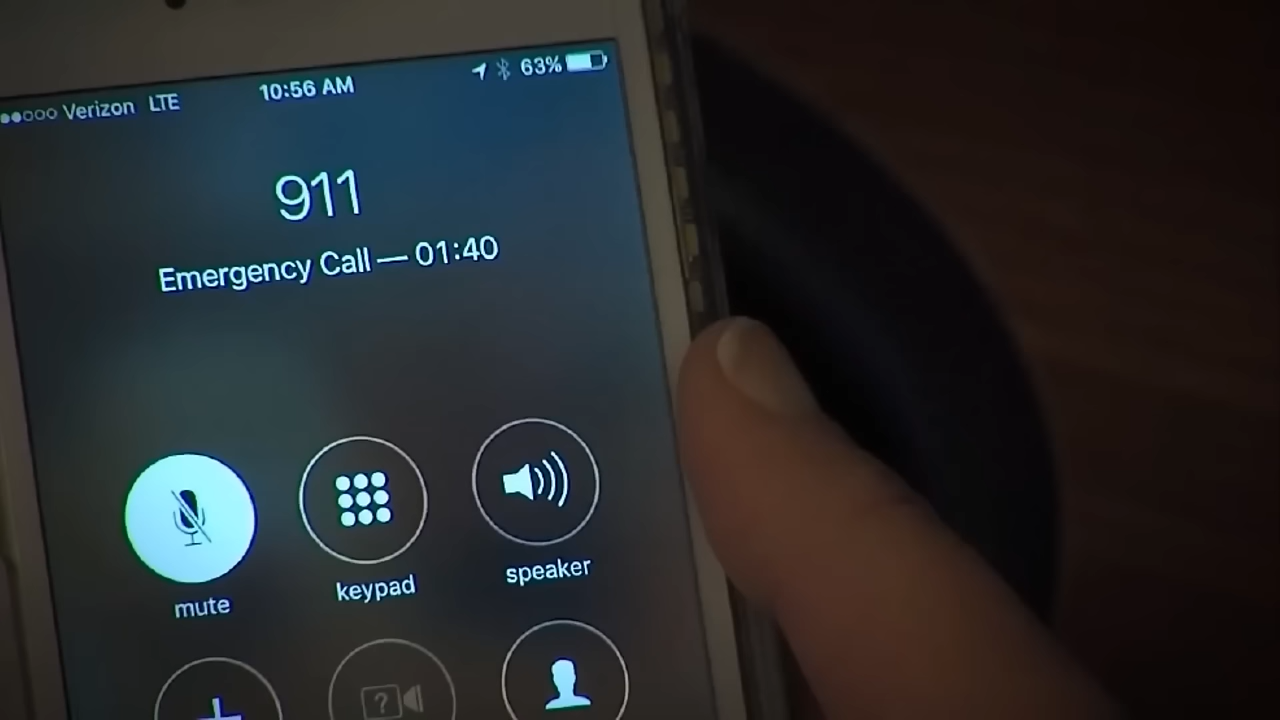 Verizon LTE 10:56 AM 63%
911
Emergency Call — 01:40
mute keypad speaker